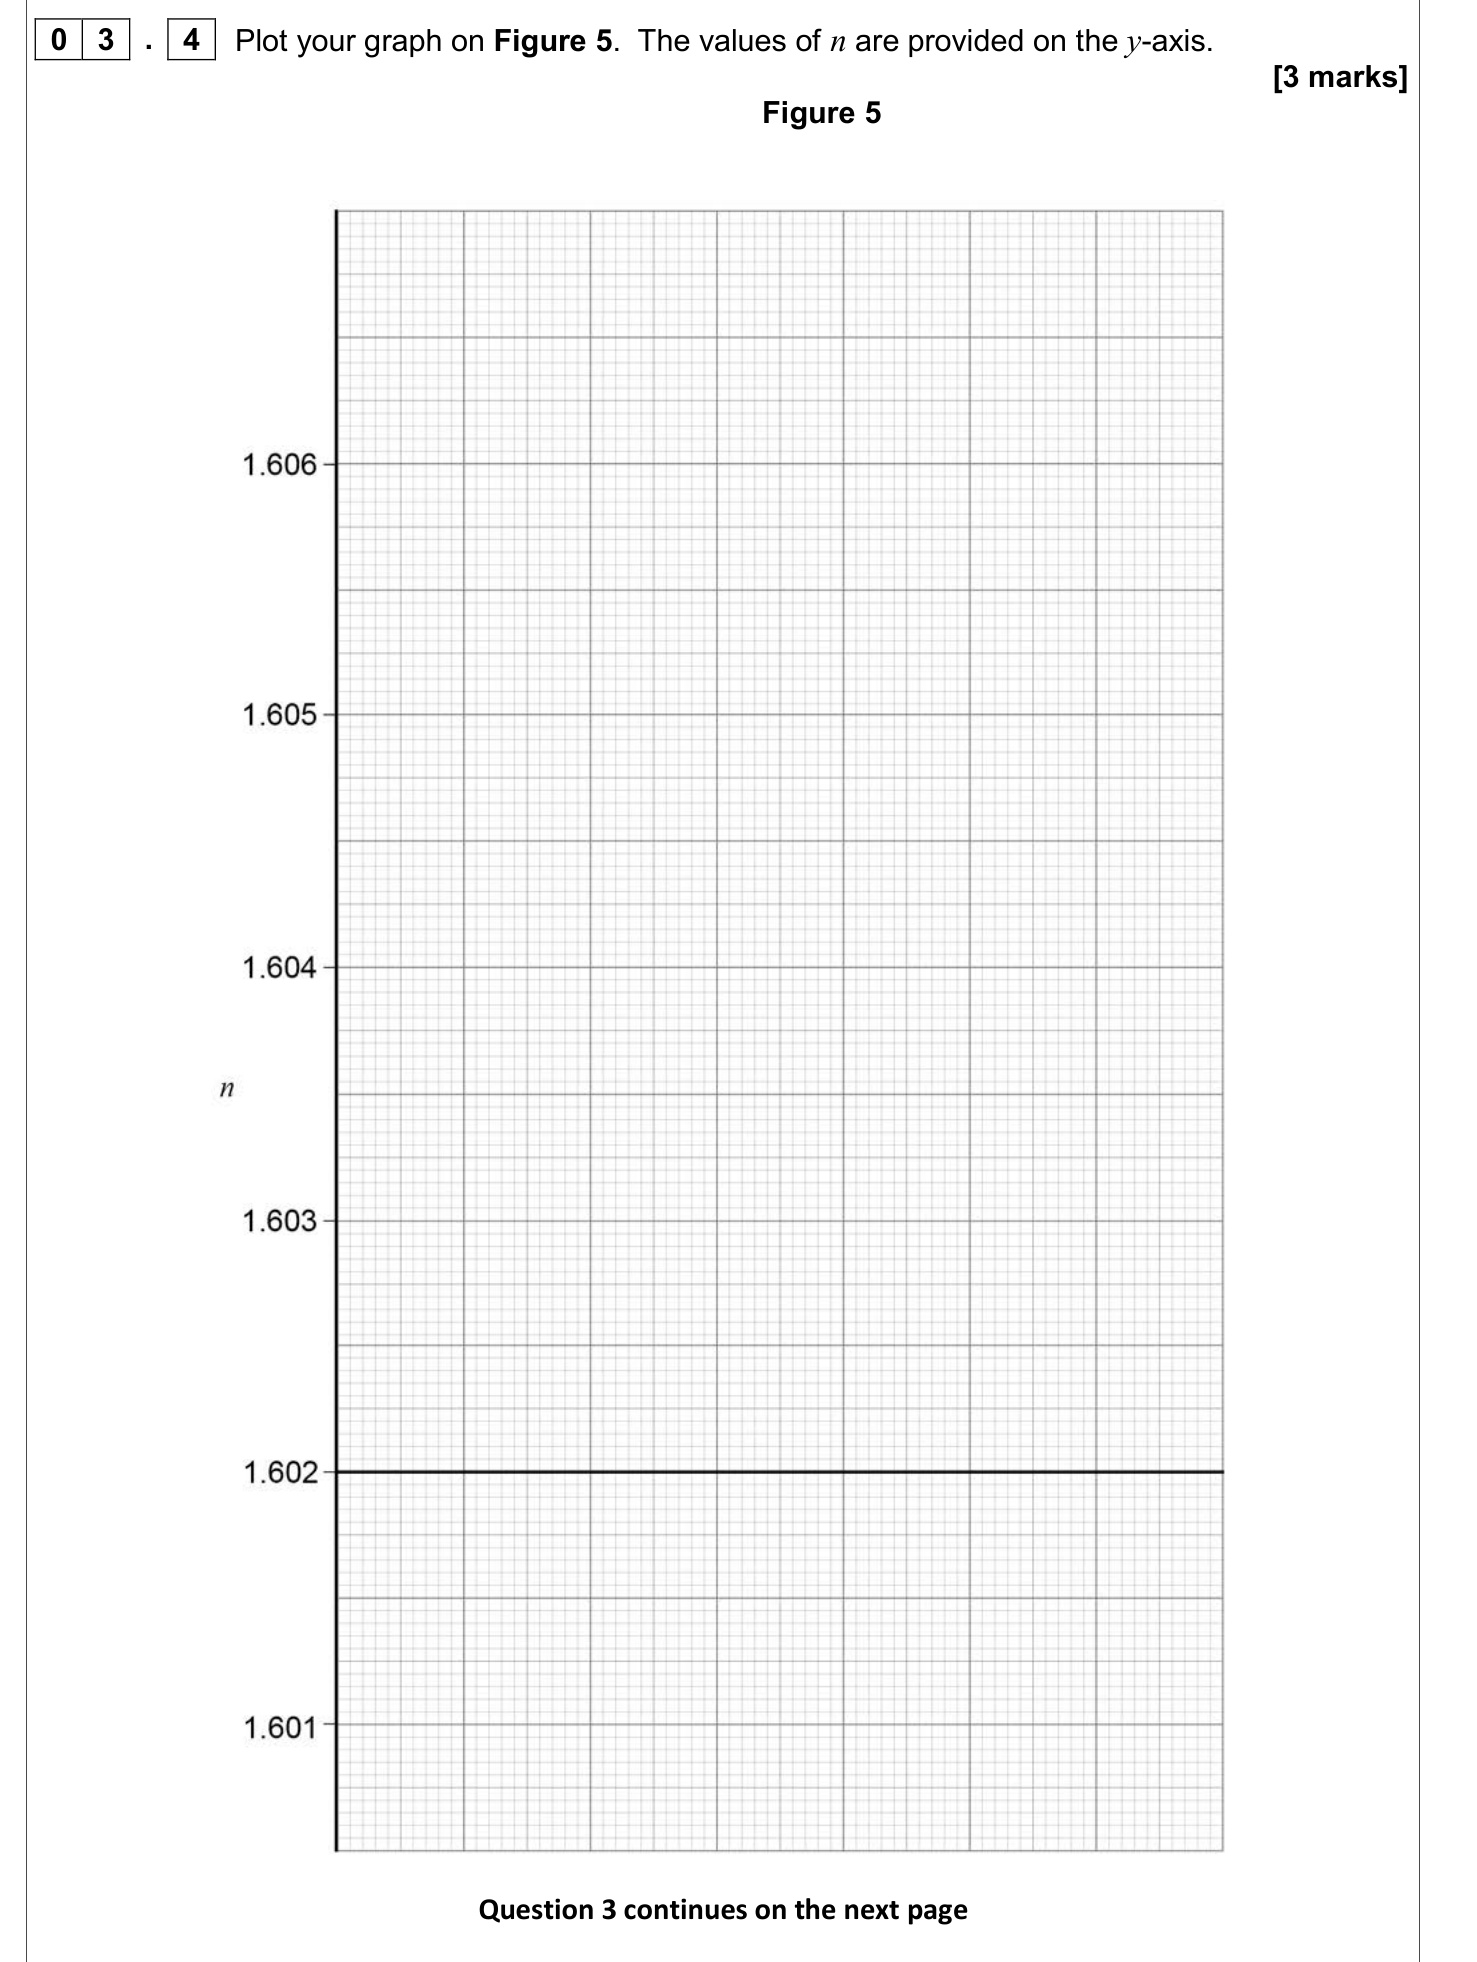 0 3 . 4 Plot your graph on Figure 5. The values of n are provided on the y-axis.
[3 marks]
Figure 5
1.606
1.605
1.604
n
1.603
1.602
1.601
Question 3 continues on the next page